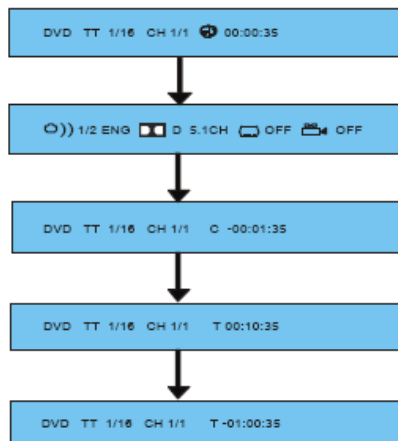 DVD TT 1/16 CH 1/1 00:00:35
1/2 ENG D 5.1CH OFF OFF
DVD TT 1/16 CH 1/1 C -00:01:35
DVD TT 1/16 CH 1/1 T 00:10:35
DVD TT 1/16 CH 1/1 T -01:00:35